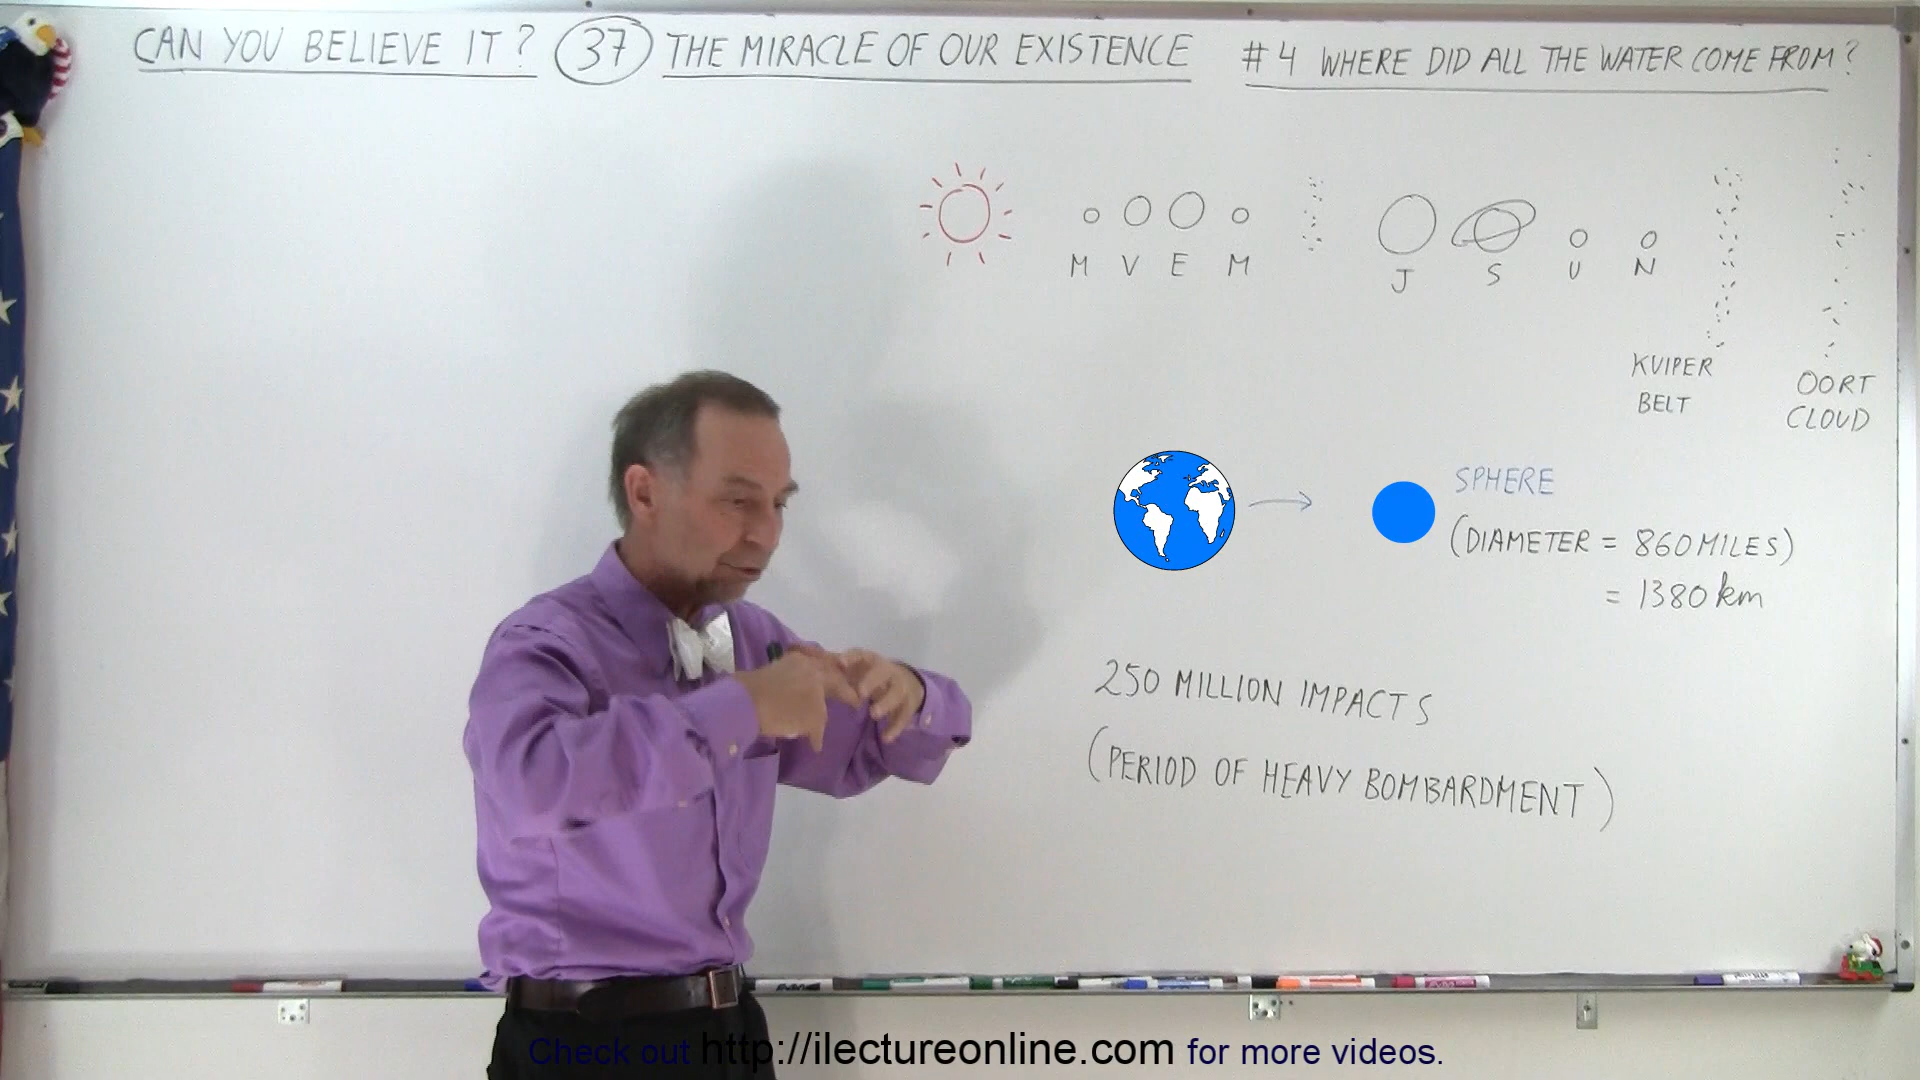 CAN YOU BELIEVE IT? 37 THE MIRACLE OF OUR EXISTENCE #4 WHERE DID ALL THE WATER COME FROM?
M V E M J S U N
KUIPER
BELT
OORT
CLOUD
SPHERE
(DIAMETER = 860 MILES)
= 1380 km
250 MILLION IMPACTS
(PERIOD OF HEAVY BOMBARDMENT)
Check out http://ilectureonline.com for more videos.